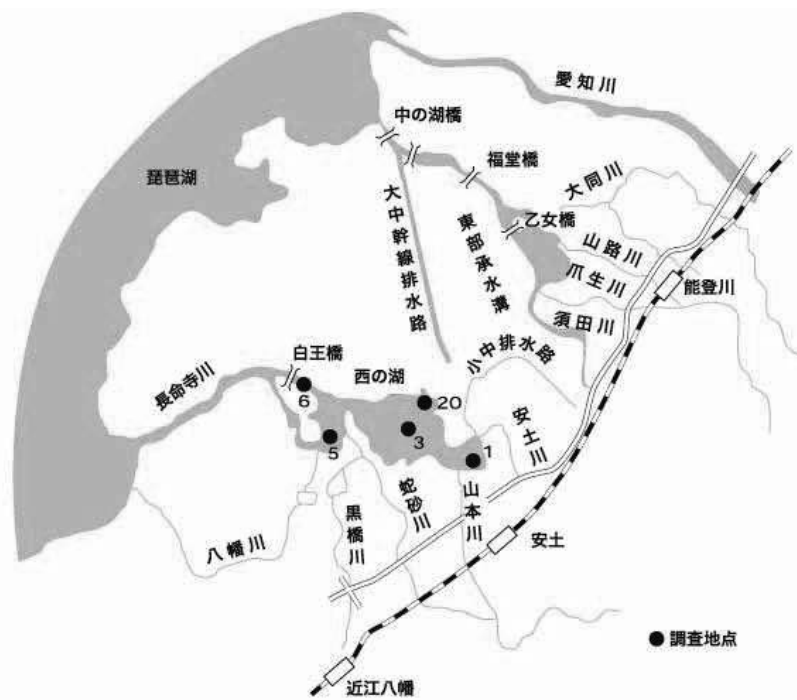 愛知川
中の湖橋
福堂橋
琵琶湖
大同川
大中幹線排水路
東部承水溝
乙女橋
山路川
爪生川
能登川
須田川
小中排水路
白王橋
西の湖
長命寺川
6
20
3
5
1
安土川
蛇砂川
山本川
黒橋川
八幡川
安土
調査地点
近江八幡